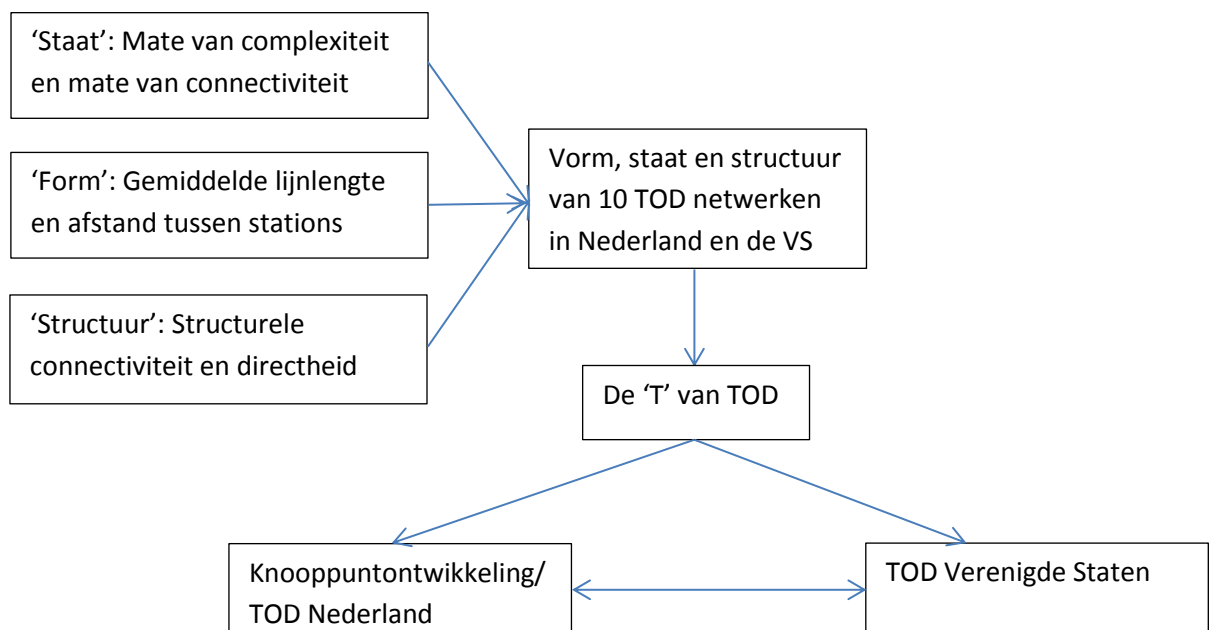 ‘Staat’: Mate van complexiteit
en mate van connectiviteit
‘Form’: Gemiddelde lijnlengte
en afstand tussen stations
‘Structuur’: Structurele
connectiviteit en directheid
Vorm, staat en structuur
van 10 TOD netwerken
in Nederland en de VS
De ‘T’ van TOD
Knooppuntontwikkeling/
TOD Nederland
TOD Verenigde Staten